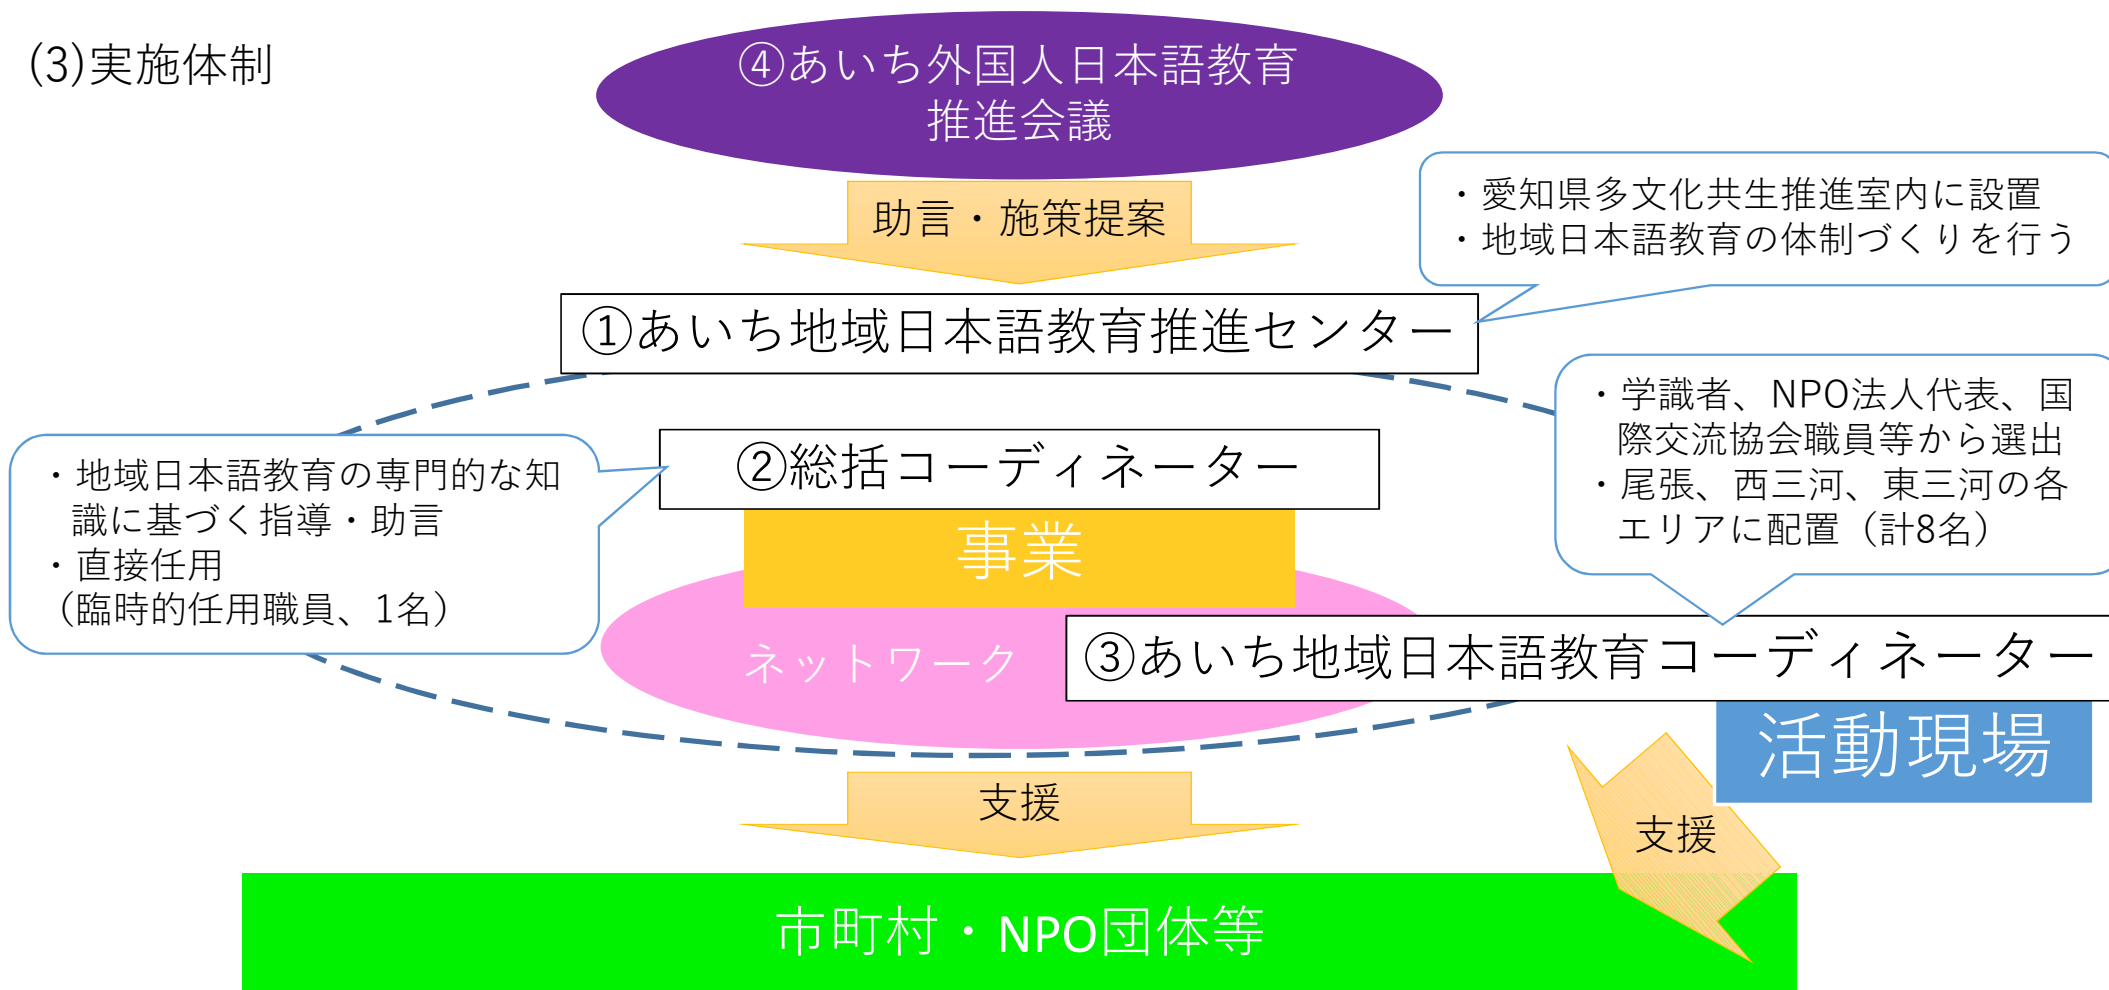 (3)実施体制
④あいち外国人日本語教育
推進会議
助言・施策提案
・愛知県多文化共生推進室内に設置
・地域日本語教育の体制づくりを行う
①あいち地域日本語教育推進センター
・学識者、NPO法人代表、国
際交流協会職員等から選出
・尾張、西三河、東三河の各
エリアに配置（計8名）
②総括コーディネーター
・地域日本語教育の専門的な知
識に基づく指導・助言
・直接任用
（臨時的任用職員、1名）
事業
ネットワーク
③あいち地域日本語教育コーディネーター
活動現場
支援
支援
市町村・NPO団体等